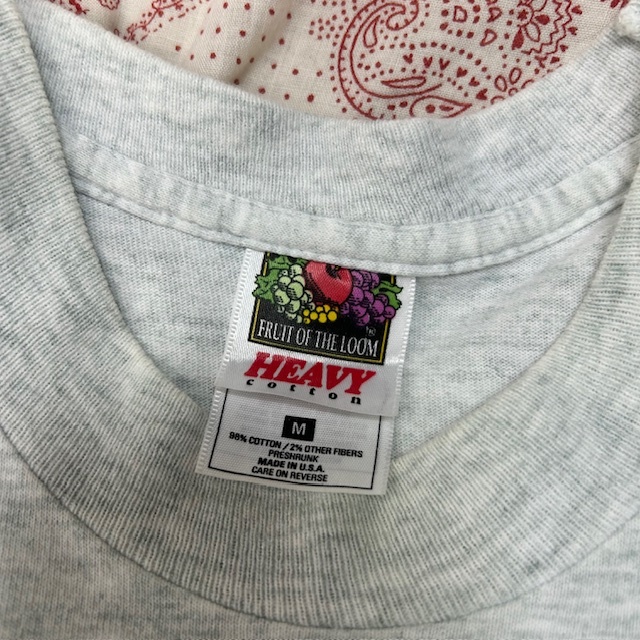 FRUIT OF THE LOOM
®
HEAVY
cotton
M
98% COTTON/2% OTHER FIBERS
PRESHRUNK
MADE IN U.S.A.
CARE ON REVERSE